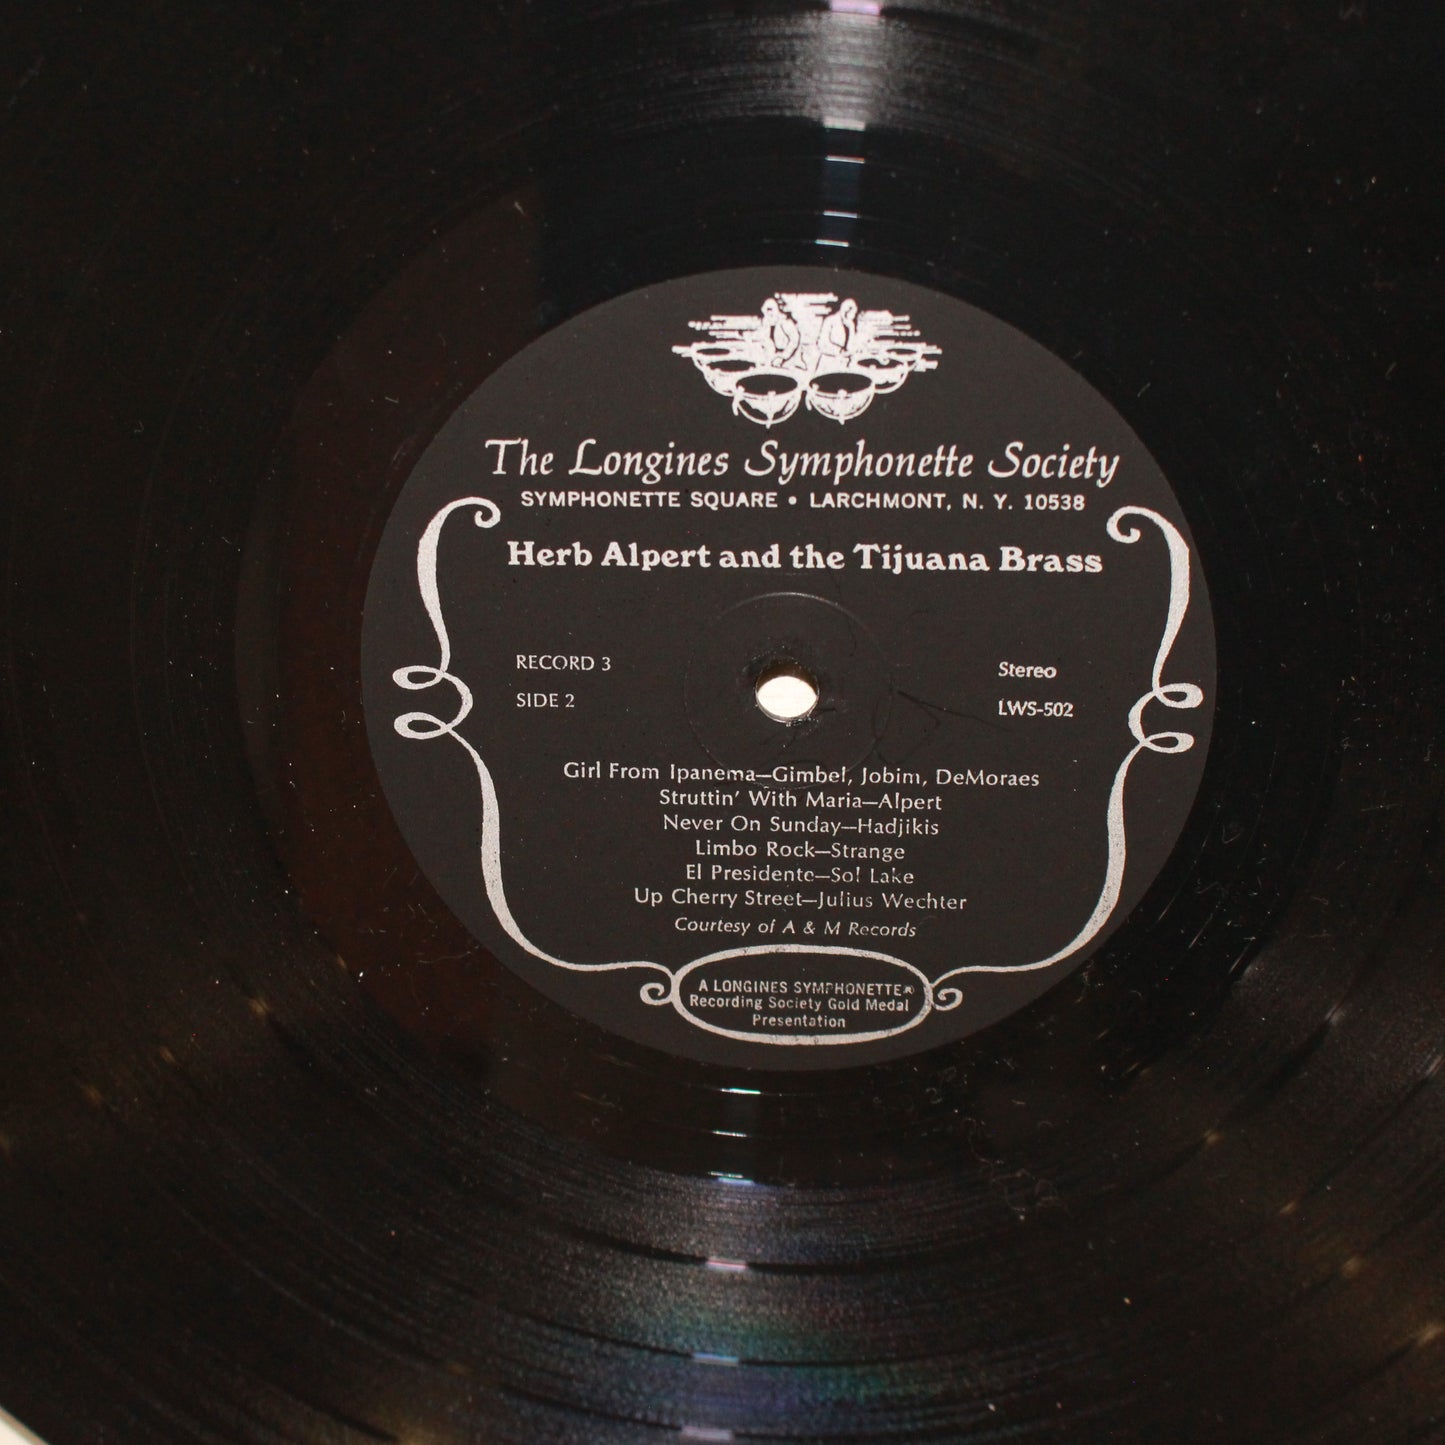 The Longines Symphonette Society
SYMPHONETTE SQUARE • LARCHMONT, N. Y. 10538
Herb Alpert and the Tijuana Brass
RECORD 3
Stereo
SIDE 2
LWS-502
Girl From Ipanema—Gimbel, Jobim, DeMoraes
Struttin' With Maria—Alpert
Never On Sunday—Hadjikis
Limbo Rock—Strange
El Presidente—Sol Lake
Up Cherry Street—Julius Wechter
Courtesy of A & M Records
A LONGINES SYMPHONETTE®
Recording Society Gold Medal
Presentation